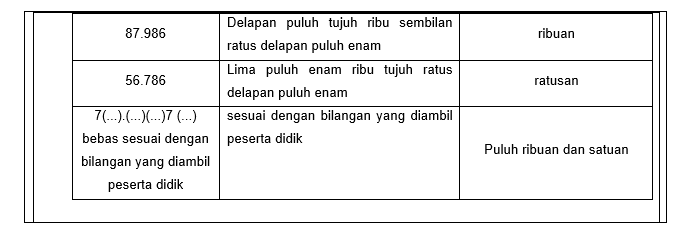 87.986
Delapan puluh tujuh ribu sembilan
ratus delapan puluh enam
ribuan
56.786
Lima puluh enam ribu tujuh ratus
delapan puluh enam
ratusan
7(...).(...)(...)7 (...)
bebas sesuai dengan
bilangan yang diambil
peserta didik
sesuai dengan bilangan yang diambil
peserta didik
Puluh ribuan dan satuan